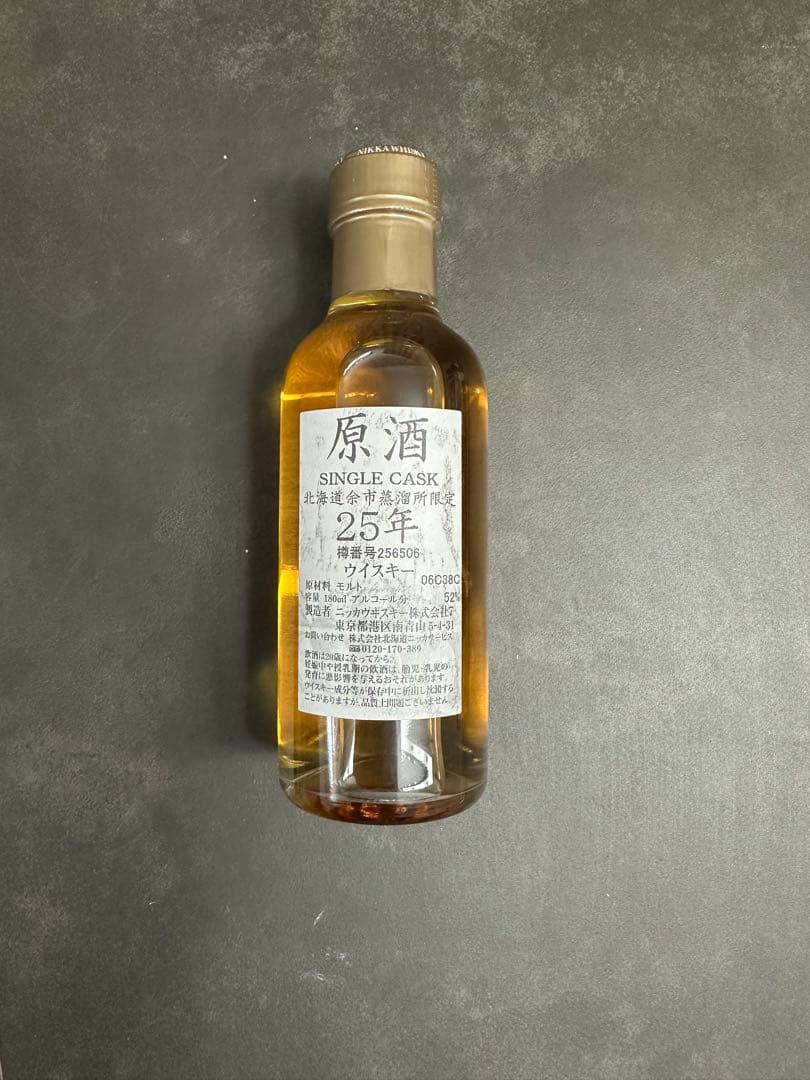 NIKKA WHISKY
原酒
SINGLE CASK
北海道余市蒸溜所限定
25年
樽番号256506
ウイスキー
06C38C
原材料 モルト
容量 180ml アルコール分 52%
製造者 ニッカウヰスキー株式会社7
東京都港区南青山5-4-31
お問い合わせ 株式会社北海道ニッカサービス
0120-170-389
飲酒は20歳になってから。
妊娠中や授乳期の飲酒は、胎児・乳児の
発育に悪影響を与えるおそれがあります。
ウイスキー成分等が保存中に析出し沈澱する
ことがありますが、品質上問題ございません。